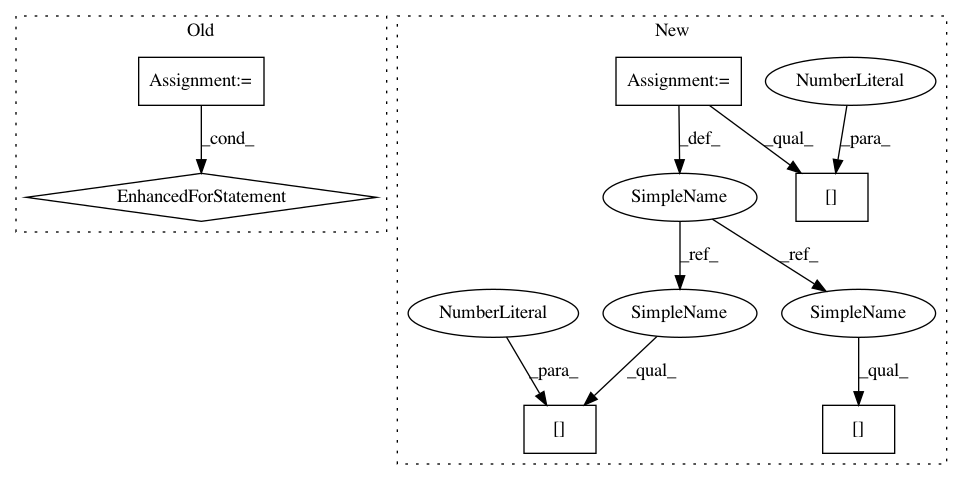 Old
New
Assignment:=
Assignment:=
NumberLiteral
_cond_
_def_
_qual_
_para_
EnhancedForStatement
SimpleName
[]
_ref_
_ref_
NumberLiteral
SimpleName
SimpleName
_para_
_qual_
_qual_
[]
[]